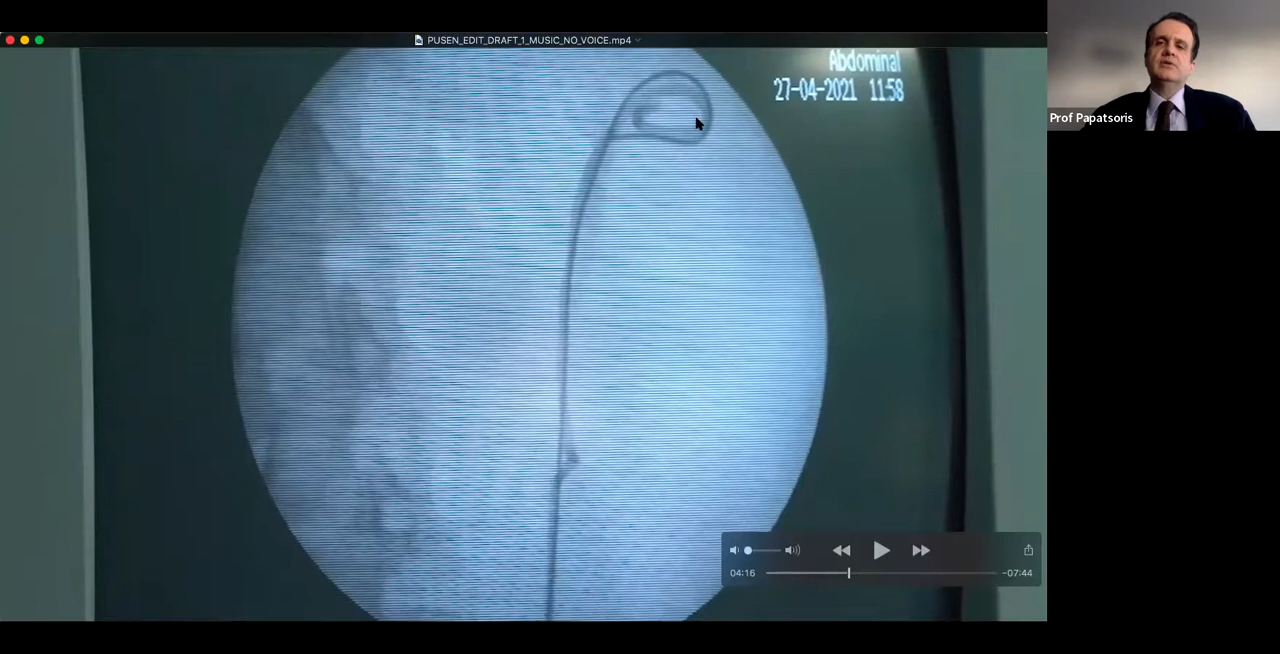 PUSEN_EDIT_DRAFT_1_MUSIC_NO_VOICE.mp4
Abdominal
27-04-2021 11:58
Prof Papatsoris
04:16
-07:44